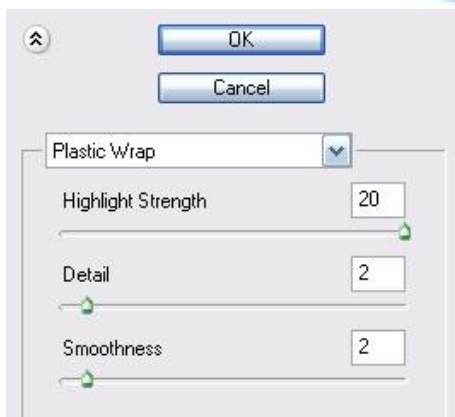 OK
Cancel
Plastic Wrap
Highlight Strength 20
Detail 2
Smoothness 2